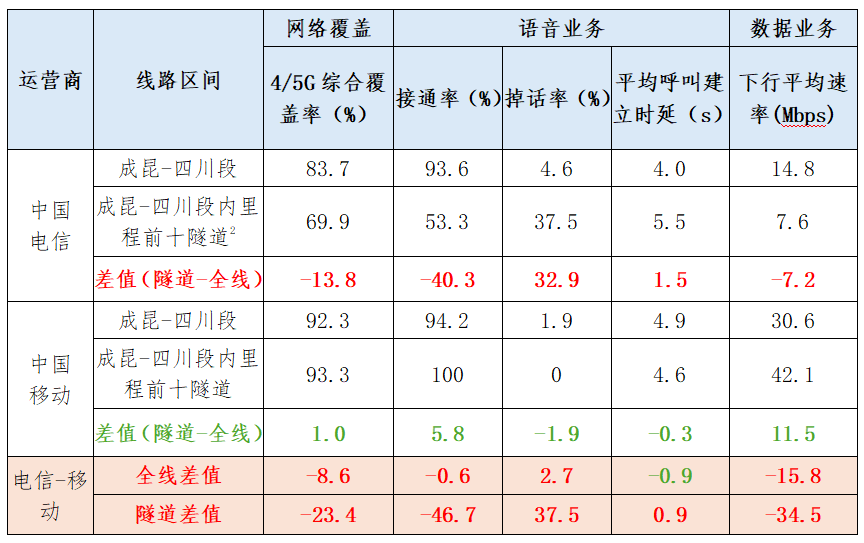 运营商 线路区间 网络覆盖 语音业务 数据业务
4/5G 综合覆盖率（%） 接通率（%） 掉话率（%） 平均呼叫建立时延（s） 下行平均速率(Mbps)
中国电信 成昆-四川段 83.7 93.6 4.6 4.0 14.8
成昆-四川段内里程前十隧道2 69.9 53.3 37.5 5.5 7.6
差值（隧道-全线） -13.8 -40.3 32.9 1.5 -7.2
中国移动 成昆-四川段 92.3 94.2 1.9 4.9 30.6
成昆-四川段内里程前十隧道 93.3 100 0 4.6 42.1
差值（隧道-全线） 1.0 5.8 -1.9 -0.3 11.5
电信-移动 全线差值 -8.6 -0.6 2.7 -0.9 -15.8
隧道差值 -23.4 -46.7 37.5 0.9 -34.5